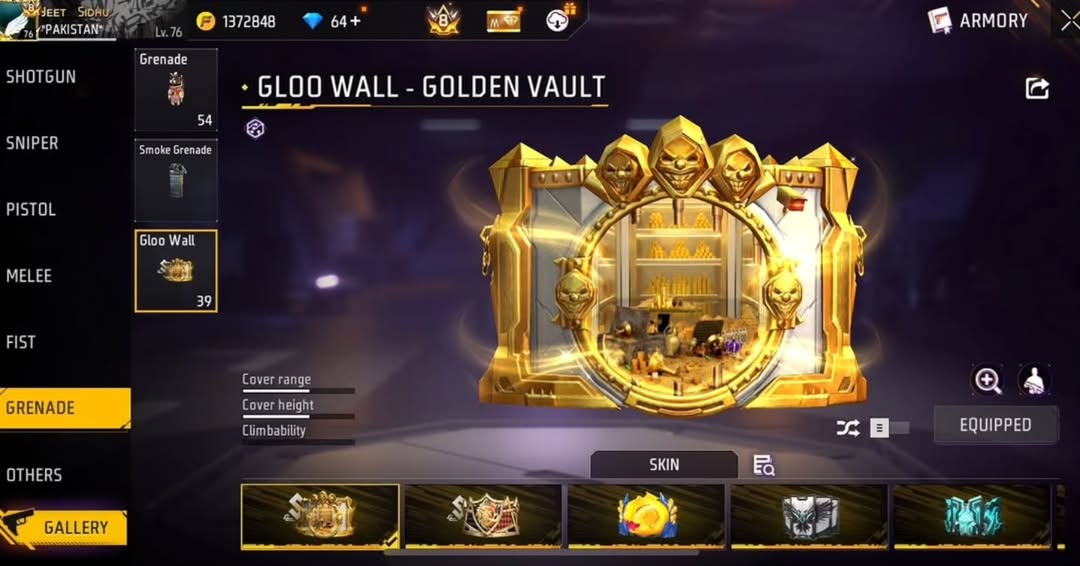 JEET SIDHU
*PAKISTAN*
76
Lv. 76
1372848
64+
8
M
ARMORY
SHOTGUN
SNIPER
PISTOL
MELEE
FIST
GRENADE
OTHERS
GALLERY
Grenade
54
Smoke Grenade
Gloo Wall
39
GLOO WALL - GOLDEN VAULT
Cover range
Cover height
Climbability
EQUIPPED
SKIN